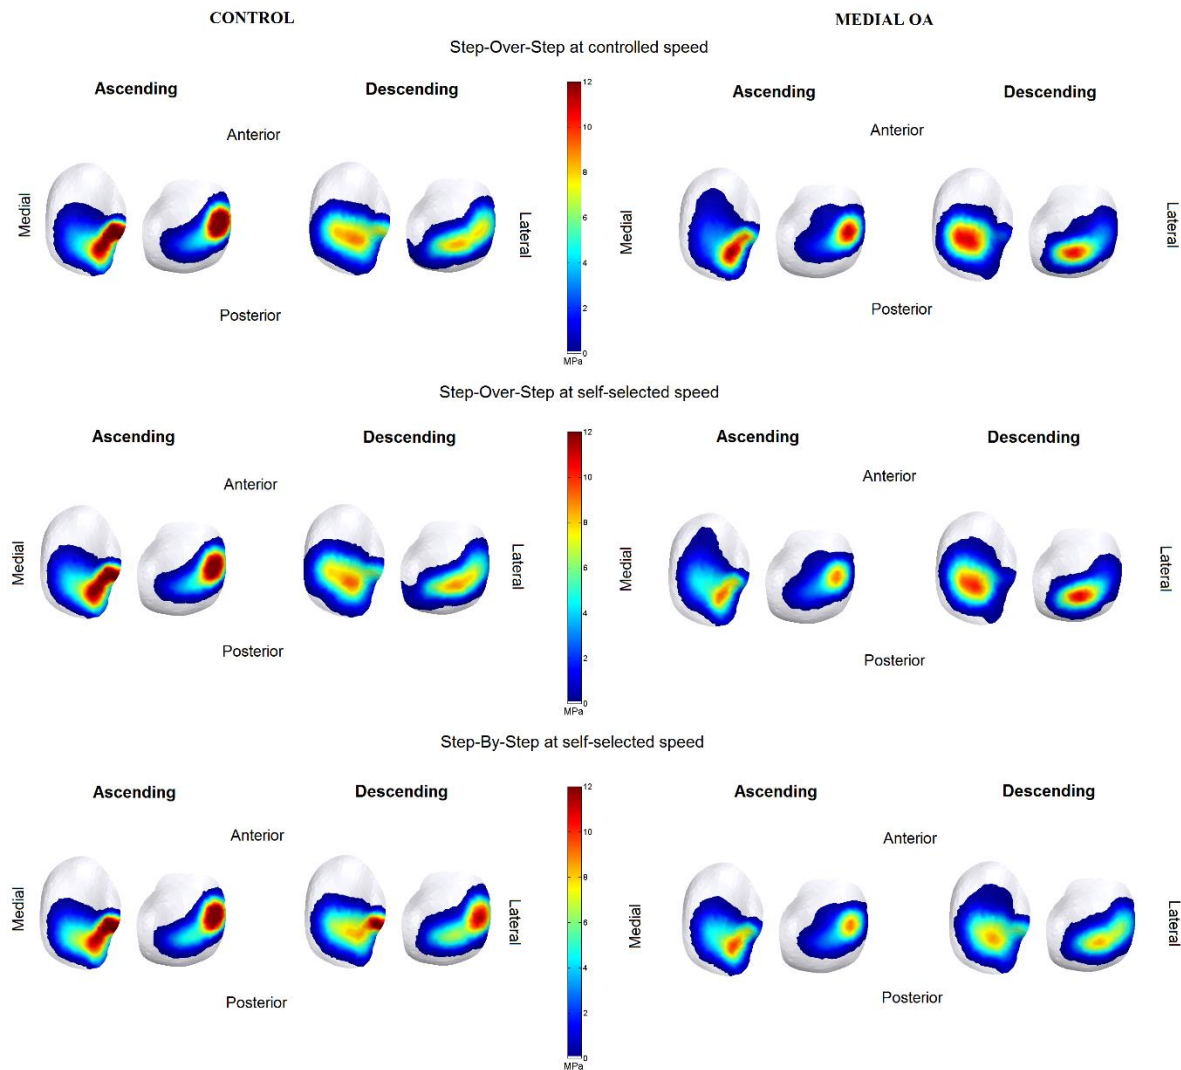 CONTROL
MEDIAL OA
Step-Over-Step at controlled speed
Ascending
Descending
Ascending
Descending
Anterior
Anterior
Medial
Lateral
Medial
Lateral
Posterior
Posterior
12
10
8
6
4
2
0
MPa
Step-Over-Step at self-selected speed
Ascending
Descending
Ascending
Descending
Anterior
Anterior
Medial
Lateral
Medial
Lateral
Posterior
Posterior
12
10
8
6
4
2
0
MPa
Step-By-Step at self-selected speed
Ascending
Descending
Ascending
Descending
Anterior
Anterior
Medial
Lateral
Medial
Lateral
Posterior
Posterior
12
10
8
6
4
2
0
MPa